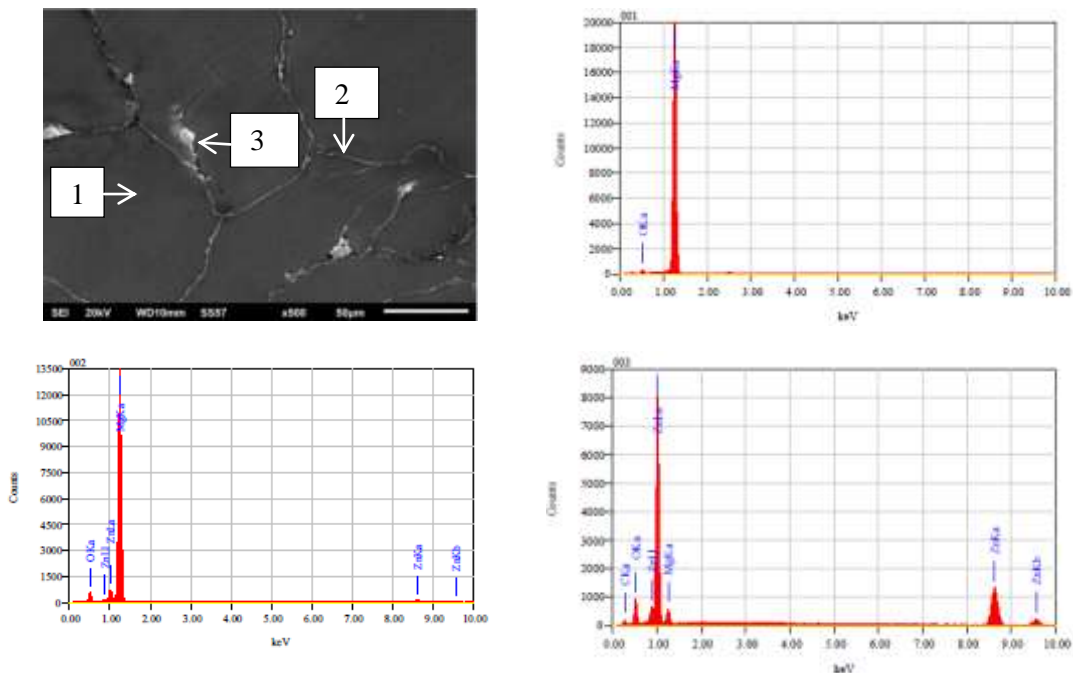 1
2
3
SEI 20kV WD10mm SS57 x500 50µm
001
Counts
20000
18000
16000
14000
12000
10000
8000
6000
4000
2000
0
OKa
MgKa
0.00 1.00 2.00 3.00 4.00 5.00 6.00 7.00 8.00 9.00 10.00
keV
002
Counts
13500
12000
10500
9000
7500
6000
4500
3000
1500
0
OKa
ZnLl
ZnLa
MgKa
ZnKa
ZnKb
0.00 1.00 2.00 3.00 4.00 5.00 6.00 7.00 8.00 9.00 10.00
keV
003
Counts
9000
8000
7000
6000
5000
4000
3000
2000
1000
0
CKa
OKa
ZnLl
ZnLa
MgKa
ZnKa
ZnKb
0.00 1.00 2.00 3.00 4.00 5.00 6.00 7.00 8.00 9.00 10.00
keV